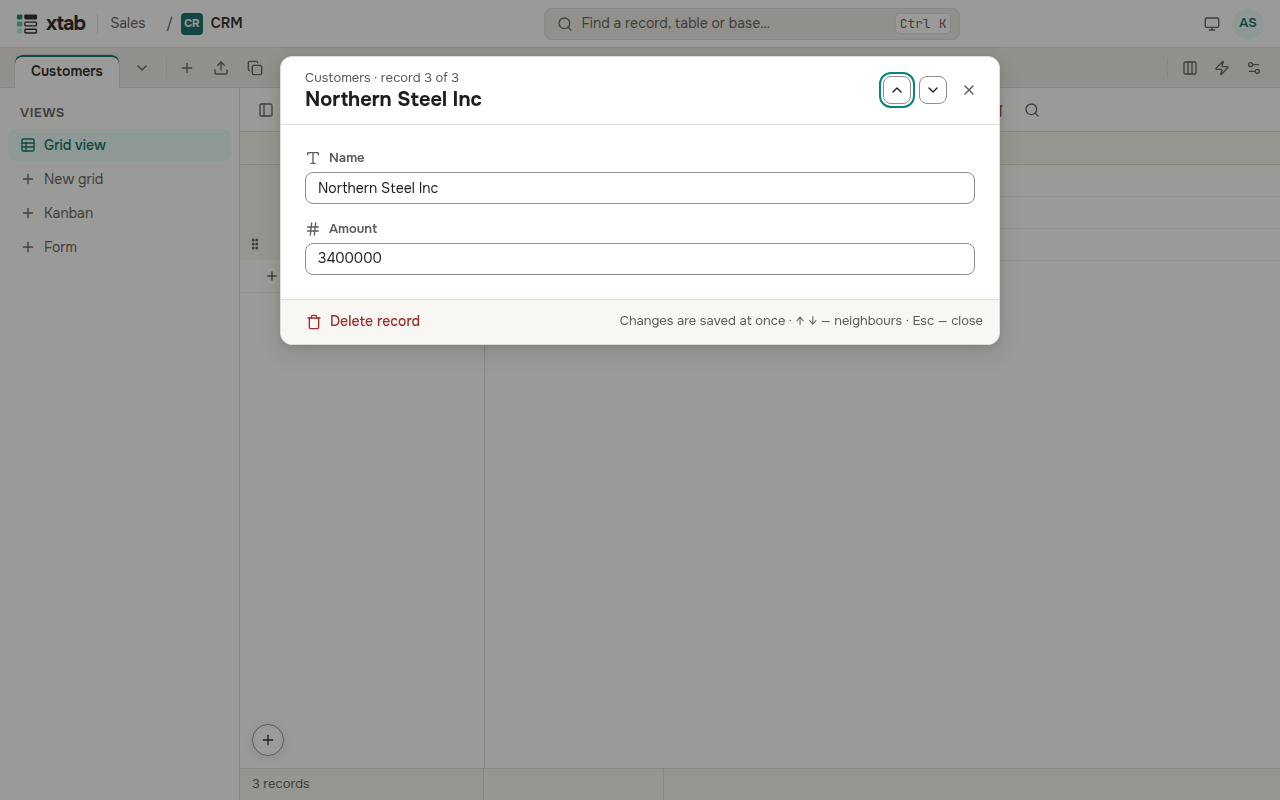 xtab
Sales
/
CR
CRM
Find a record, table or base...
Ctrl K
AS
Customers
VIEWS
Grid view
New grid
Kanban
Form
Customers · record 3 of 3
Northern Steel Inc
Name
Northern Steel Inc
Amount
3400000
Delete record
Changes are saved at once · ↑ ↓ — neighbours · Esc — close
3 records